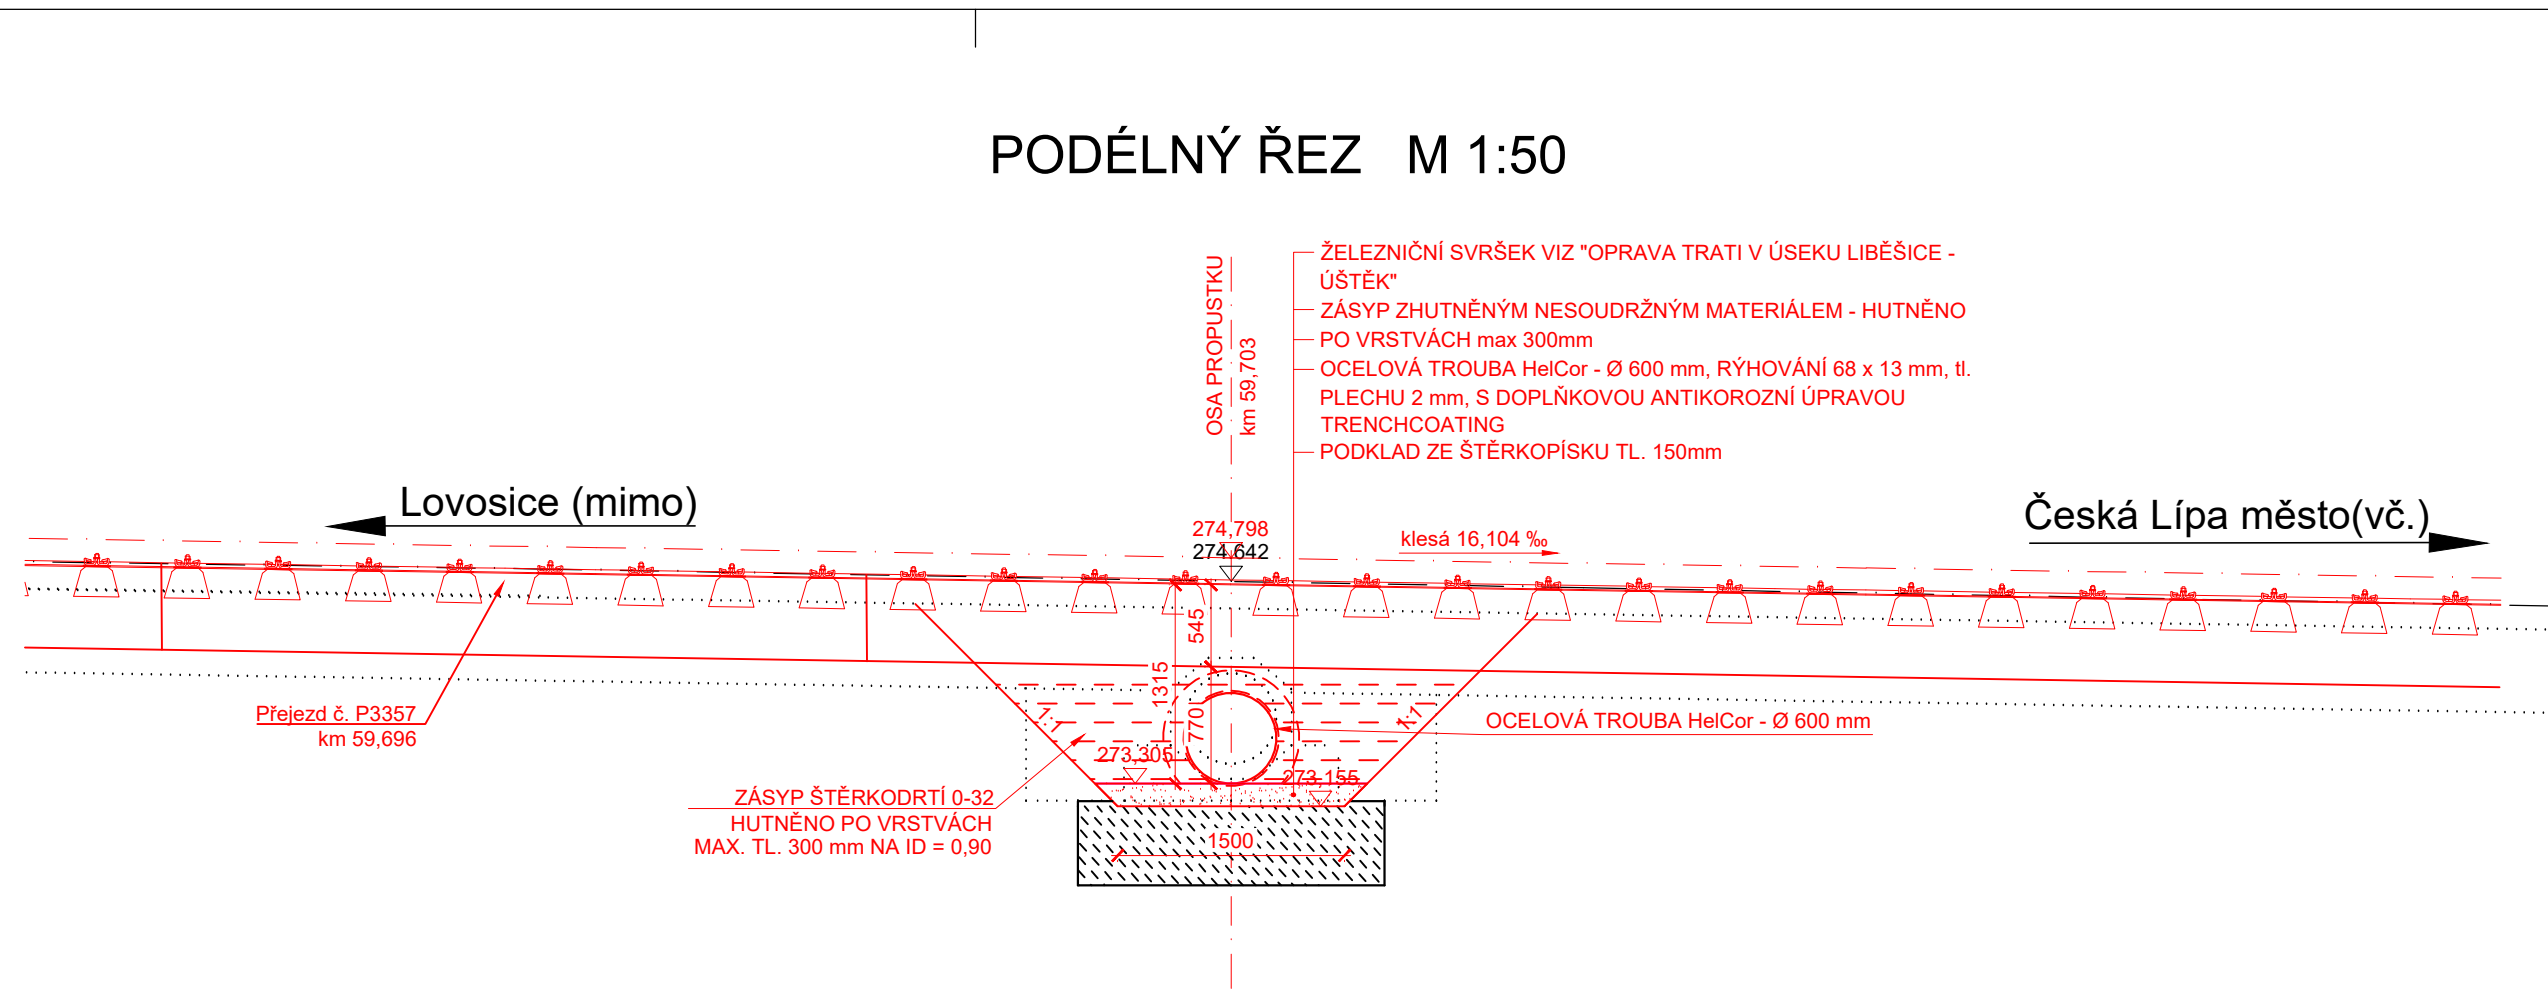 PODÉLNÝ ŘEZ M 1:50
ŽELEZNIČNÍ SVRŠEK VIZ "OPRAVA TRATI V ÚSEKU LIBĚŠICE -
ÚŠTĚK"
ZÁSYP ZHUTNĚNÝM NESOUDRŽNÝM MATERIÁLEM - HUTNĚNO
PO VRSTVÁCH max 300mm
OCELOVÁ TROUBA HelCor - Ø 600 mm, RÝHOVÁNÍ 68 x 13 mm, tl.
PLECHU 2 mm, S DOPLŇKOVOU ANTIKOROZNÍ ÚPRAVOU
TRENCHCOATING
PODKLAD ZE ŠTĚRKOPÍSKU TL. 150mm
OSA PROPUSTKU
km 59,703
Lovosice (mimo)
Česká Lípa město(vč.)
274,798
274,642
klesá 16,104 ‰
545
1315
770
1:1
1:1
Přejezd č. P3357
km 59,696
OCELOVÁ TROUBA HelCor - Ø 600 mm
273,305
273,155
ZÁSYP ŠTĚRKODRTÍ 0-32
HUTNĚNO PO VRSTVÁCH
MAX. TL. 300 mm NA ID = 0,90
1500